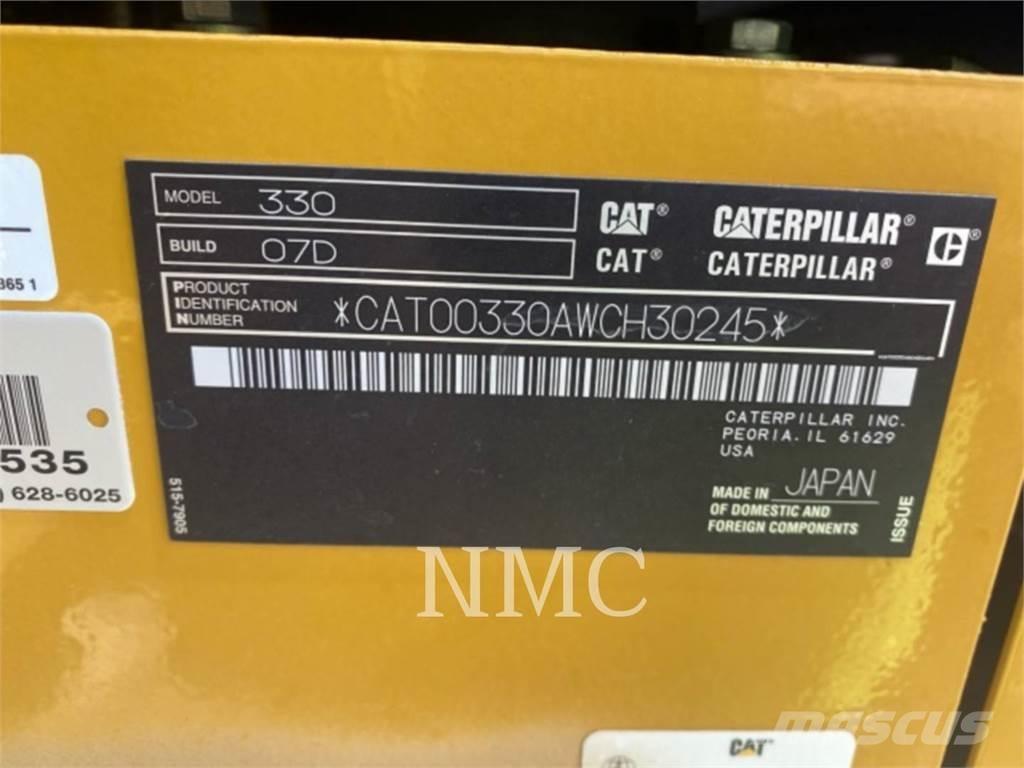 MODEL 330
BUILD 07D
CAT® CATERPILLAR®
CAT® CATERPILLAR®
C®
PRODUCT
IDENTIFICATION
NUMBER
*CAT00330AWCH30245*
CATERPILLAR INC.
PEORIA, IL 61629
USA
MADE IN JAPAN
OF DOMESTIC AND
FOREIGN COMPONENTS
ISSUE
515-7905
365 1
535
) 628-6025
NMC
CAT
mascus